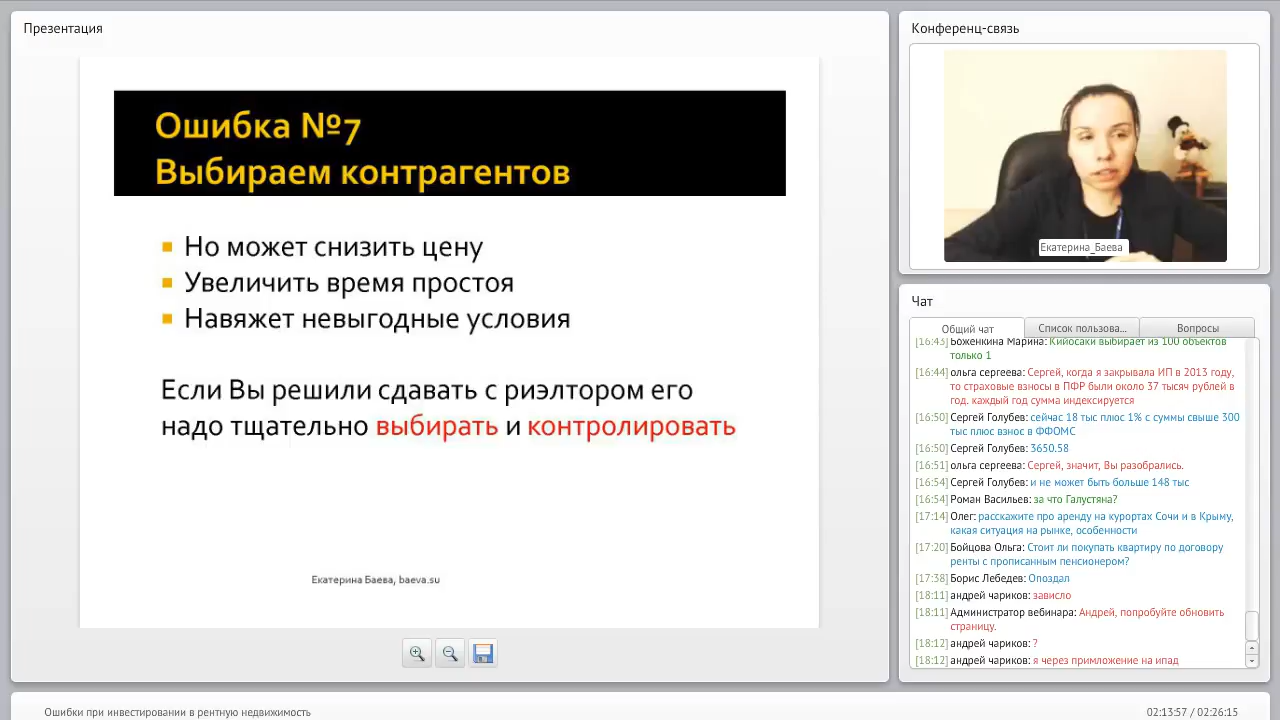 Презентация
Ошибка №7
Выбираем контрагентов
Но может снизить цену
Увеличить время простоя
Навяжет невыгодные условия
Если Вы решили сдавать с риэлтором его
надо тщательно выбирать и контролировать
Екатерина Баева, baeva.su
Конференц-связь
Екатерина_Баева
Чат
Общий чат
Список пользова...
Вопросы
[16:43] Боженкина Марина: Кийосаки выбирает из 100 объектов
только 1
[16:44] ольга сергеева: Сергей, когда я закрывала ИП в 2013 году,
то страховые взносы в ПФР были около 37 тысяч рублей в
год. каждый год сумма индексируется
[16:50] Сергей Голубев: сейчас 18 тыс плюс 1% с суммы свыше 300
тыс плюс взнос в ФФОМС
[16:50] Сергей Голубев: 3650.58
[16:51] ольга сергеева: Сергей, значит, Вы разобрались.
[16:54] Сергей Голубев: и не может быть больше 148 тыс
[16:54] Роман Васильев: за что Галустяна?
[17:14] Олег: расскажите про аренду на курортах Сочи и в Крыму,
какая ситуация на рынке, особенности
[17:20] Бойцова Ольга: Стоит ли покупать квартиру по договору
ренты с прописанным пенсионером?
[17:38] Борис Лебедев: Опоздал
[18:11] андрей чариков: зависло
[18:11] Администратор вебинара: Андрей, попробуйте обновить
страницу.
[18:12] андрей чариков: ?
[18:12] андрей чариков: я через примложение на ипад
Ошибки при инвестировании в рентную недвижимость
02:13:57 / 02:26:15